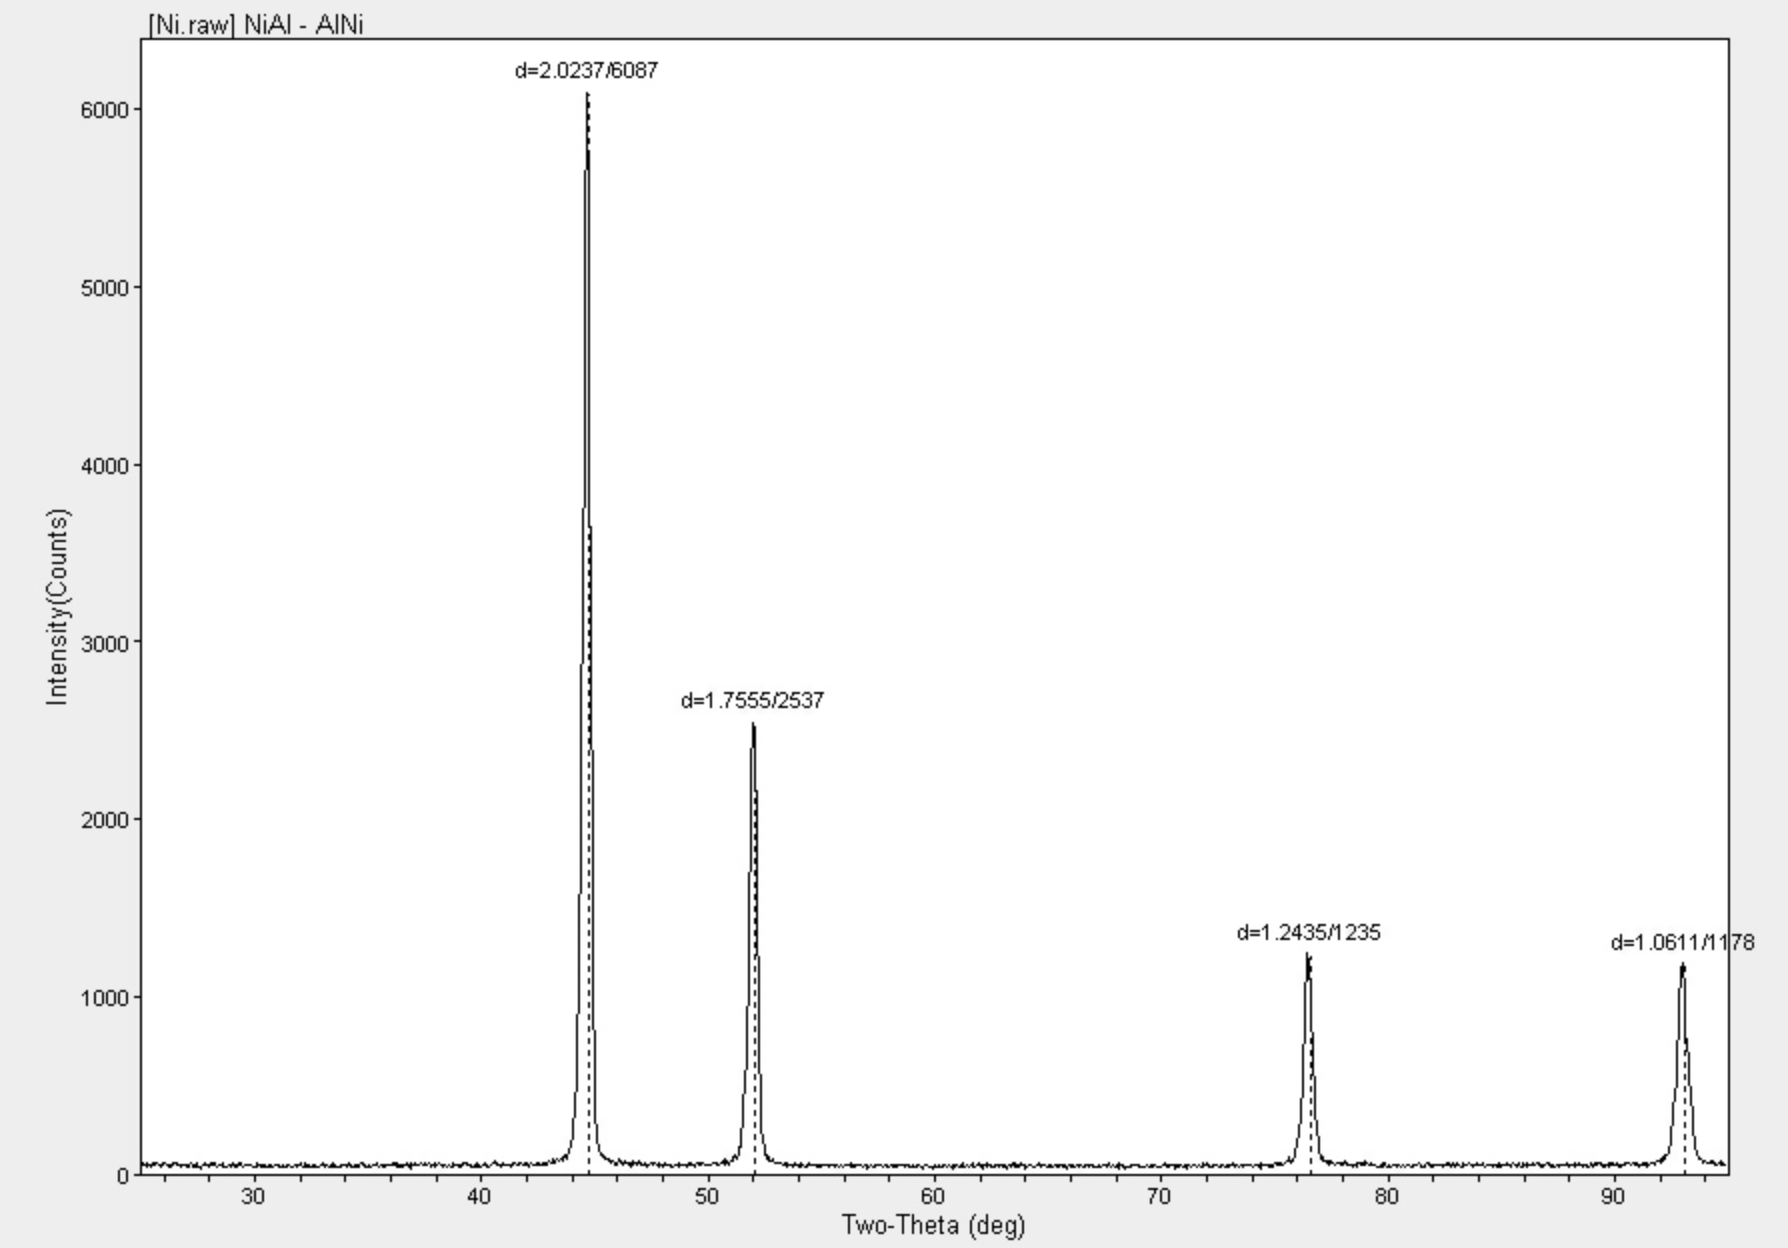 [Ni.raw] NiAl - AlNi
d=2.0237/6087
6000
5000
4000
3000
2000
1000
0
Intensity(Counts)
d=1.7555/2537
d=1.2435/1235
d=1.0611/1178
30 40 50 60 70 80 90
Two-Theta (deg)